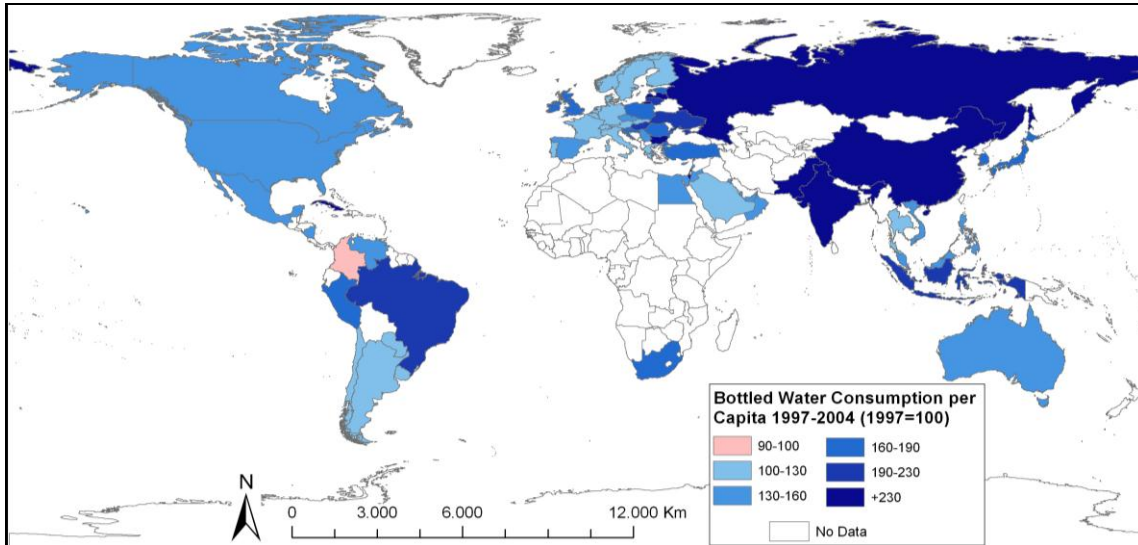 Bottled Water Consumption per
Capita 1997-2004 (1997=100)
90-100
160-190
100-130
190-230
130-160
+230
No Data
N
0
3.000
6.000
12.000 Km